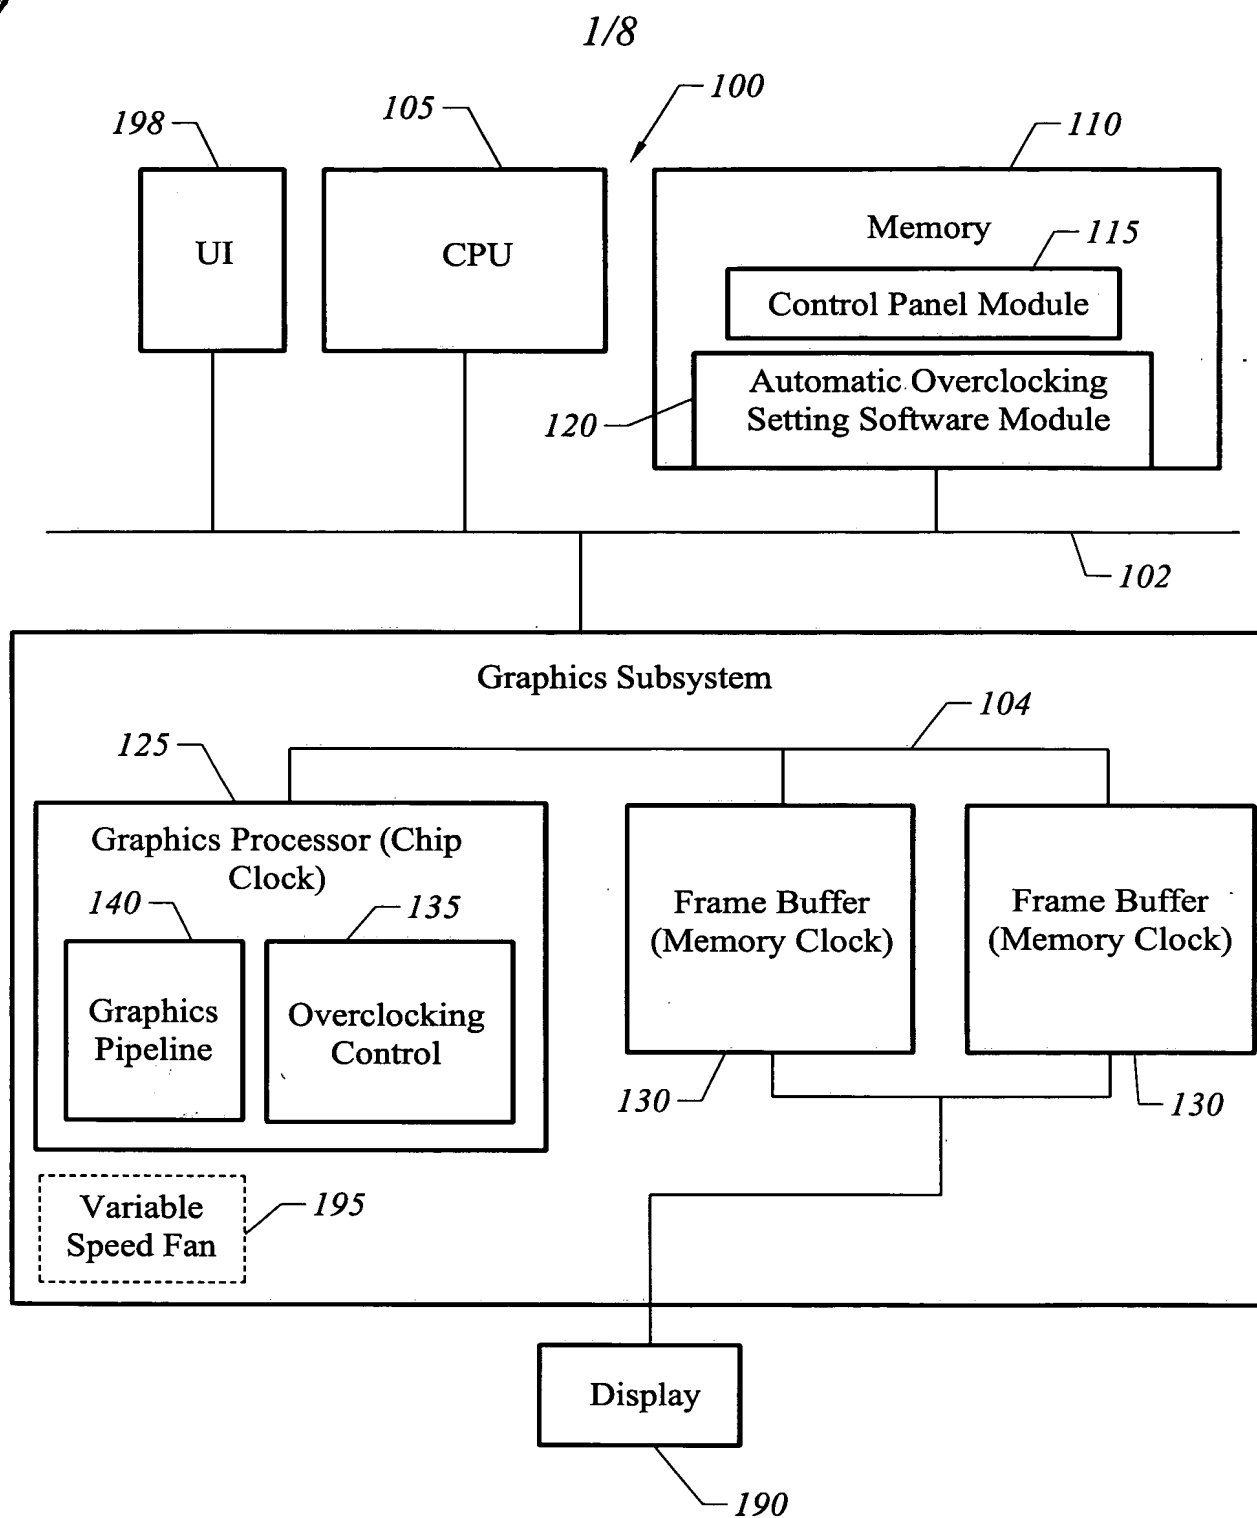 1/8
100
105
198
110
UI
CPU
Memory
115
Control Panel Module
Automatic Overclocking
Setting Software Module
120
102
Graphics Subsystem
104
125
Graphics Processor (Chip
Clock)
140
135
Graphics
Pipeline
Overclocking
Control
Frame Buffer
(Memory Clock)
Frame Buffer
(Memory Clock)
130
130
Variable
Speed Fan
195
Display
190